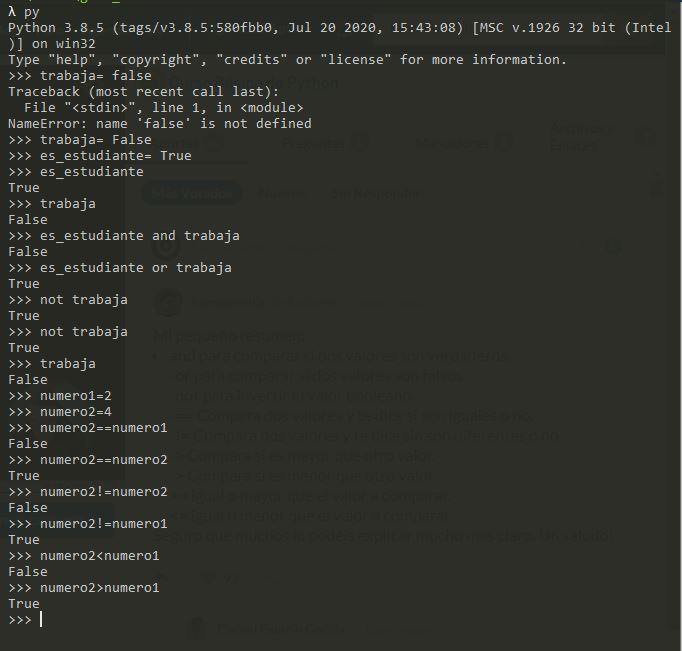 λ py
Python 3.8.5 (tags/v3.8.5:580fbb0, Jul 20 2020, 15:43:08) [MSC v.1926 32 bit (Intel
)] on win32
Type "help", "copyright", "credits" or "license" for more information.
>>> trabaja= false
Traceback (most recent call last):
  File "<stdin>", line 1, in <module>
NameError: name 'false' is not defined
>>> trabaja= False
>>> es_estudiante= True
>>> es_estudiante
True
>>> trabaja
False
>>> es_estudiante and trabaja
False
>>> es_estudiante or trabaja
True
>>> not trabaja
True
>>> not trabaja
True
>>> trabaja
False
>>> numero1=2
>>> numero2=4
>>> numero2==numero1
False
>>> numero2==numero2
True
>>> numero2!=numero2
False
>>> numero2!=numero1
True
>>> numero2<numero1
False
>>> numero2>numero1
True
>>>